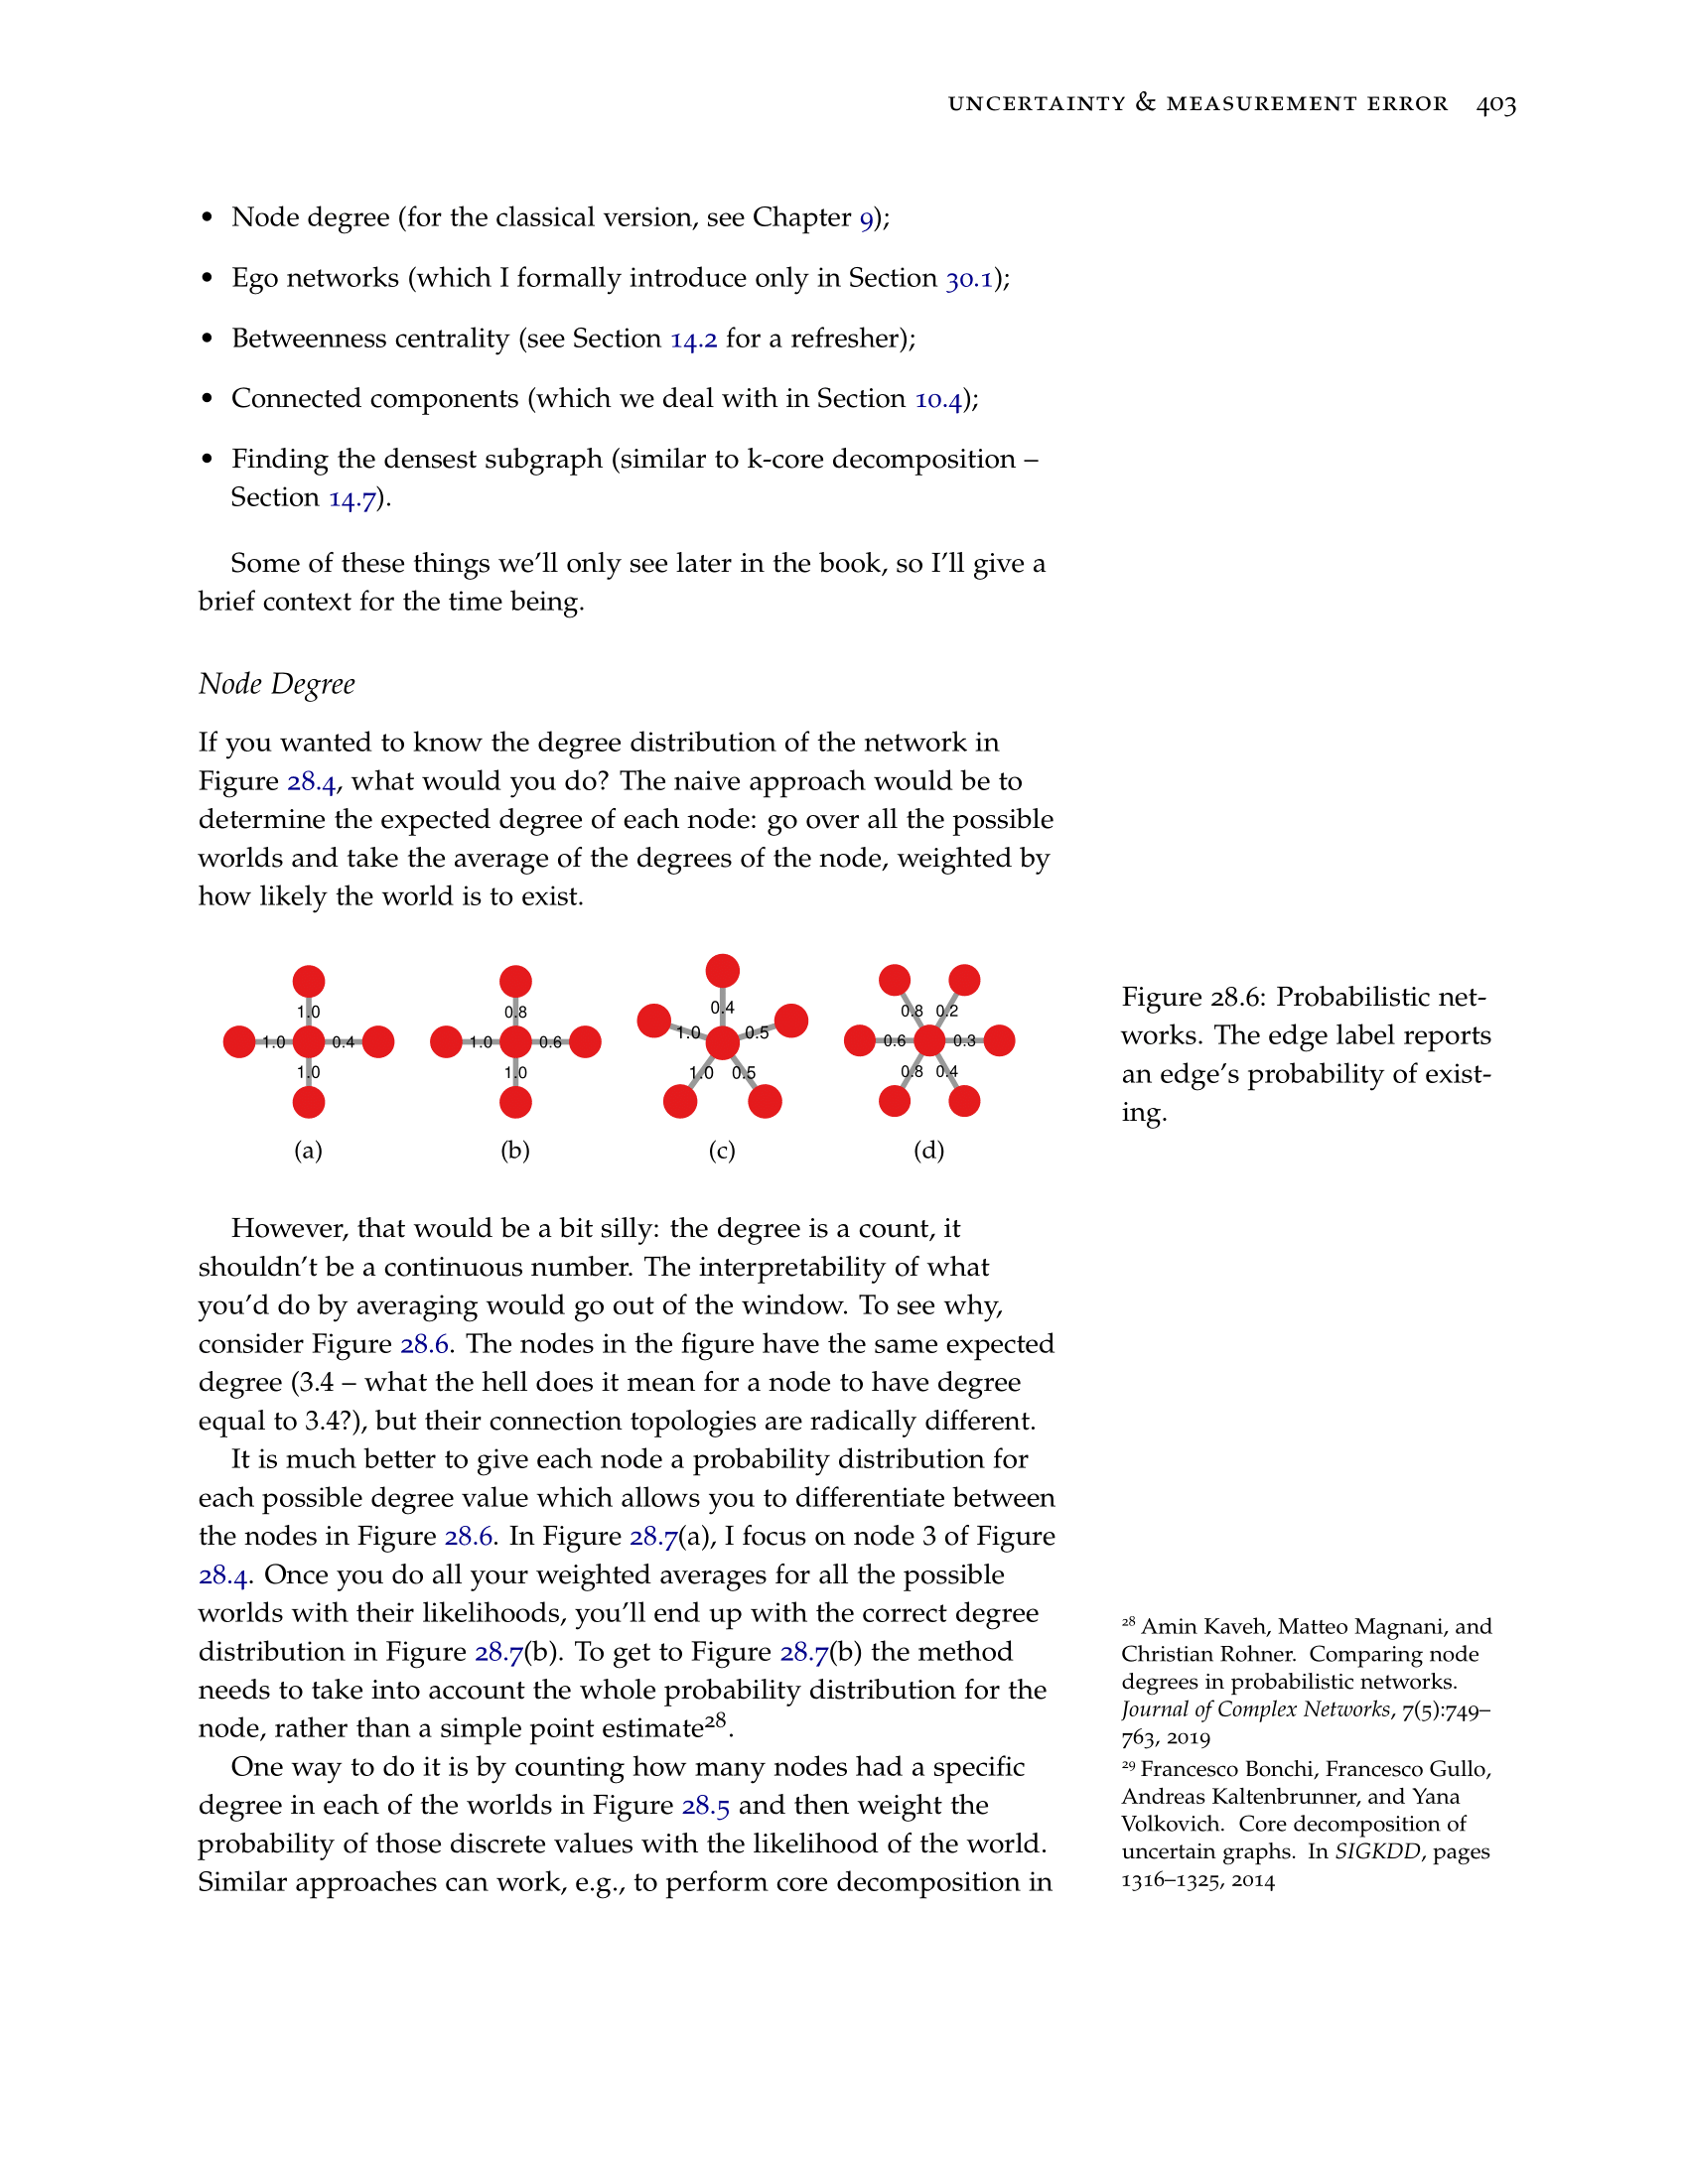 UNCERTAINTY & MEASUREMENT ERROR 403
• Node degree (for the classical version, see Chapter 9);
• Ego networks (which I formally introduce only in Section 30.1);
• Betweenness centrality (see Section 14.2 for a refresher);
• Connected components (which we deal with in Section 10.4);
• Finding the densest subgraph (similar to k-core decomposition –
Section 14.7).
Some of these things we'll only see later in the book, so I'll give a
brief context for the time being.
Node Degree
If you wanted to know the degree distribution of the network in
Figure 28.4, what would you do? The naive approach would be to
determine the expected degree of each node: go over all the possible
worlds and take the average of the degrees of the node, weighted by
how likely the world is to exist.
1.0
1.0 0.4
1.0
(a)
0.8
1.0 0.6
1.0
(b)
0.4
1.0 0.5
1.0 0.5
(c)
0.8 0.2
0.6 0.3
0.8 0.4
(d)
Figure 28.6: Probabilistic net-
works. The edge label reports
an edge's probability of exist-
ing.
However, that would be a bit silly: the degree is a count, it
shouldn't be a continuous number. The interpretability of what
you'd do by averaging would go out of the window. To see why,
consider Figure 28.6. The nodes in the figure have the same expected
degree (3.4 – what the hell does it mean for a node to have degree
equal to 3.4?), but their connection topologies are radically different.
It is much better to give each node a probability distribution for
each possible degree value which allows you to differentiate between
the nodes in Figure 28.6. In Figure 28.7(a), I focus on node 3 of Figure
28.4. Once you do all your weighted averages for all the possible
worlds with their likelihoods, you'll end up with the correct degree
distribution in Figure 28.7(b). To get to Figure 28.7(b) the method
needs to take into account the whole probability distribution for the
node, rather than a simple point estimate²⁸.
One way to do it is by counting how many nodes had a specific
degree in each of the worlds in Figure 28.5 and then weight the
probability of those discrete values with the likelihood of the world.
Similar approaches can work, e.g., to perform core decomposition in
²⁸ Amin Kaveh, Matteo Magnani, and
Christian Rohner. Comparing node
degrees in probabilistic networks.
Journal of Complex Networks, 7(5):749–
763, 2019
²⁹ Francesco Bonchi, Francesco Gullo,
Andreas Kaltenbrunner, and Yana
Volkovich. Core decomposition of
uncertain graphs. In SIGKDD, pages
1316–1325, 2014